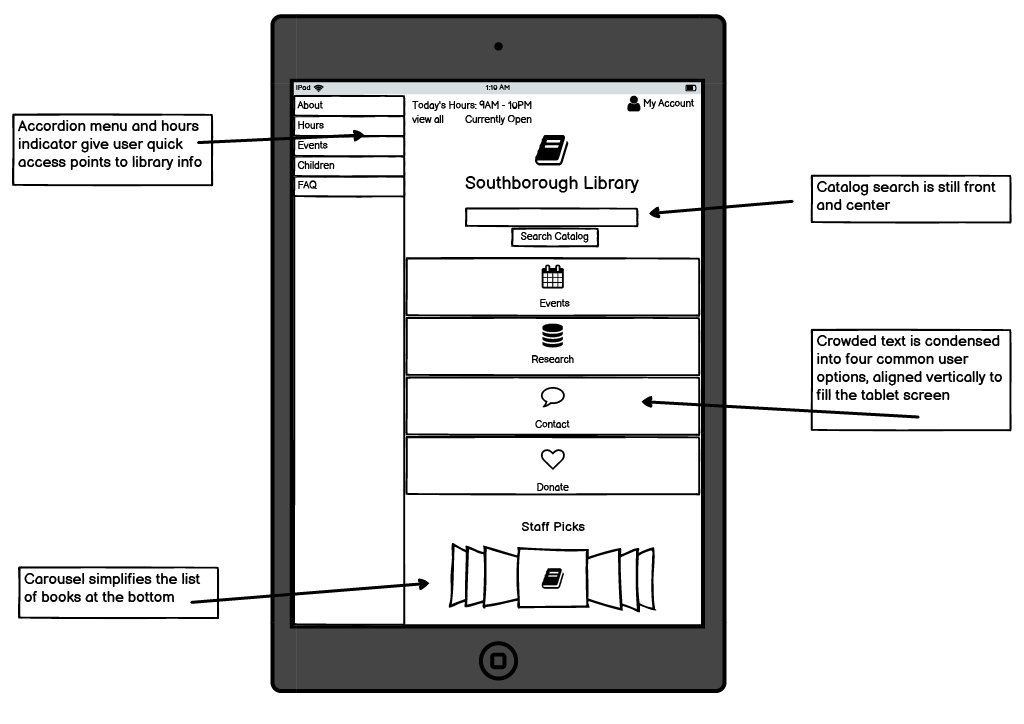 iPad
1:10 AM
About
Hours
Events
Children
FAQ
Today's Hours: 9AM - 10PM
view all
Currently Open
My Account
Southborough Library
Search Catalog
Events
Research
Contact
Donate
Staff Picks
Accordion menu and hours
indicator give user quick
access points to library info
Catalog search is still front
and center
Crowded text is condensed
into four common user
options, aligned vertically to
fill the tablet screen
Carousel simplifies the list
of books at the bottom